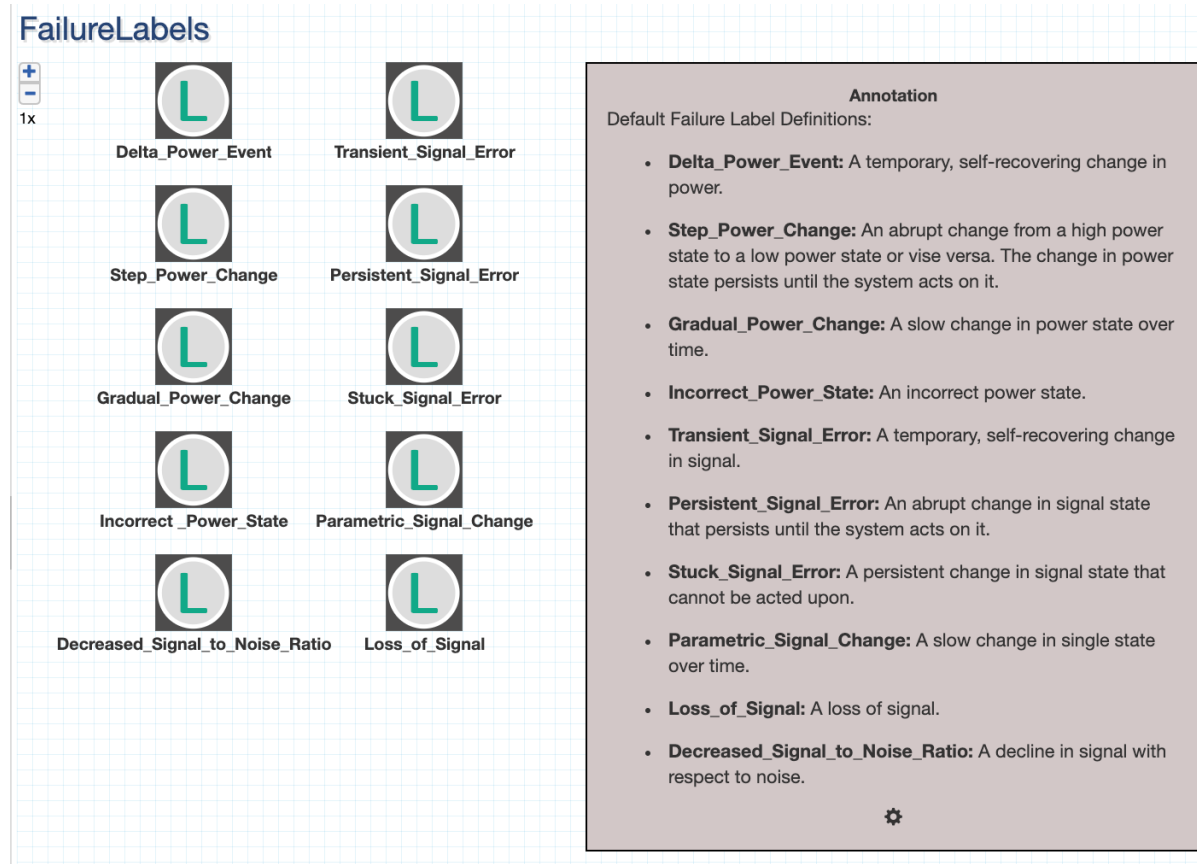 FailureLabels
+
−
1x
L
L
Delta_Power_Event
Transient_Signal_Error
L
L
Step_Power_Change
Persistent_Signal_Error
L
L
Gradual_Power_Change
Stuck_Signal_Error
L
L
Incorrect _Power_State
Parametric_Signal_Change
L
L
Decreased_Signal_to_Noise_Ratio
Loss_of_Signal
Annotation
Default Failure Label Definitions:
• Delta_Power_Event: A temporary, self-recovering change in
power.
• Step_Power_Change: An abrupt change from a high power
state to a low power state or vise versa. The change in power
state persists until the system acts on it.
• Gradual_Power_Change: A slow change in power state over
time.
• Incorrect_Power_State: An incorrect power state.
• Transient_Signal_Error: A temporary, self-recovering change
in signal.
• Persistent_Signal_Error: An abrupt change in signal state
that persists until the system acts on it.
• Stuck_Signal_Error: A persistent change in signal state that
cannot be acted upon.
• Parametric_Signal_Change: A slow change in single state
over time.
• Loss_of_Signal: A loss of signal.
• Decreased_Signal_to_Noise_Ratio: A decline in signal with
respect to noise.